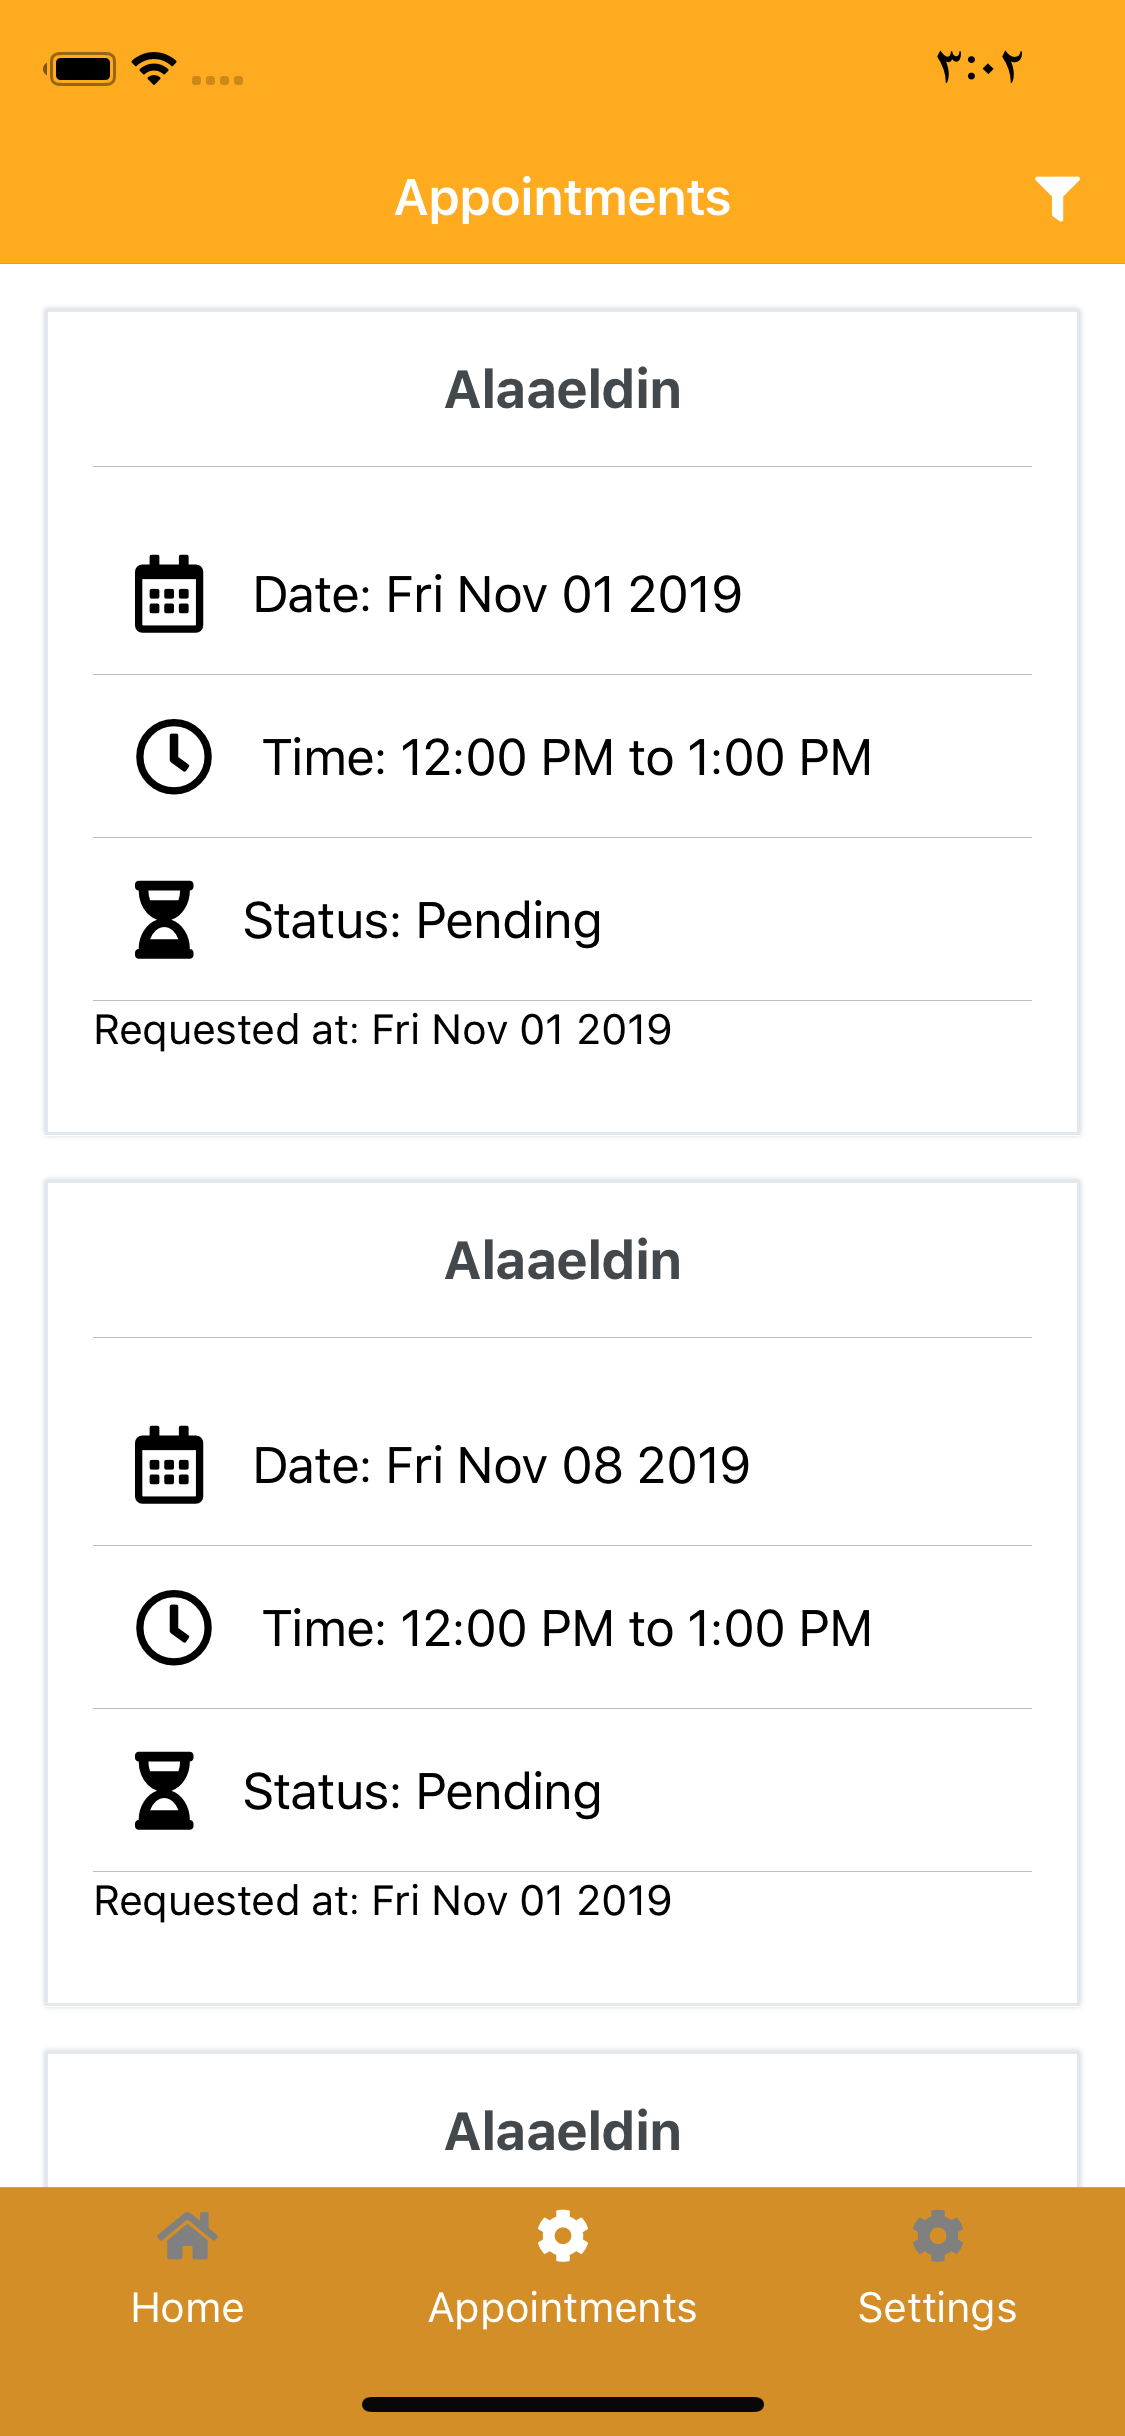 ٣:٠٢
Appointments
Alaaeldin
Date: Fri Nov 01 2019
Time: 12:00 PM to 1:00 PM
Status: Pending
Requested at: Fri Nov 01 2019
Alaaeldin
Date: Fri Nov 08 2019
Time: 12:00 PM to 1:00 PM
Status: Pending
Requested at: Fri Nov 01 2019
Alaaeldin
Home
Appointments
Settings